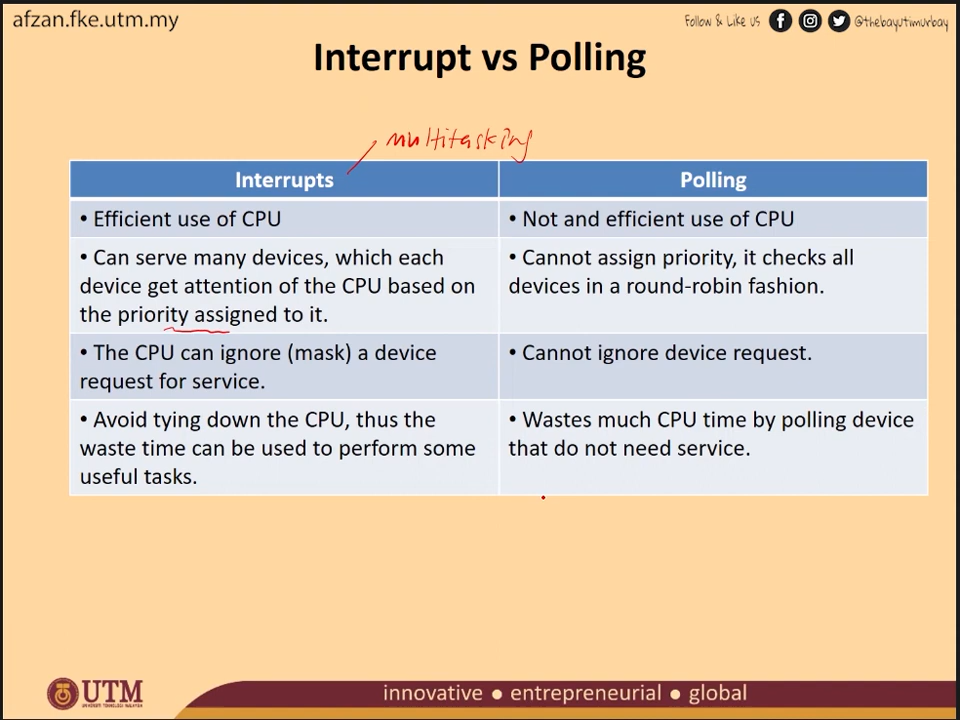 afzan.fke.utm.my
Follow & Like us @thebayutimurbay
Interrupt vs Polling
multitasking
Interrupts
Polling
• Efficient use of CPU
• Not and efficient use of CPU
• Can serve many devices, which each
device get attention of the CPU based on
the priority assigned to it.
• Cannot assign priority, it checks all
devices in a round-robin fashion.
• The CPU can ignore (mask) a device
request for service.
• Cannot ignore device request.
• Avoid tying down the CPU, thus the
waste time can be used to perform some
useful tasks.
• Wastes much CPU time by polling device
that do not need service.
UTM
UNIVERSITI TEKNOLOGI MALAYSIA
innovative ● entrepreneurial ● global